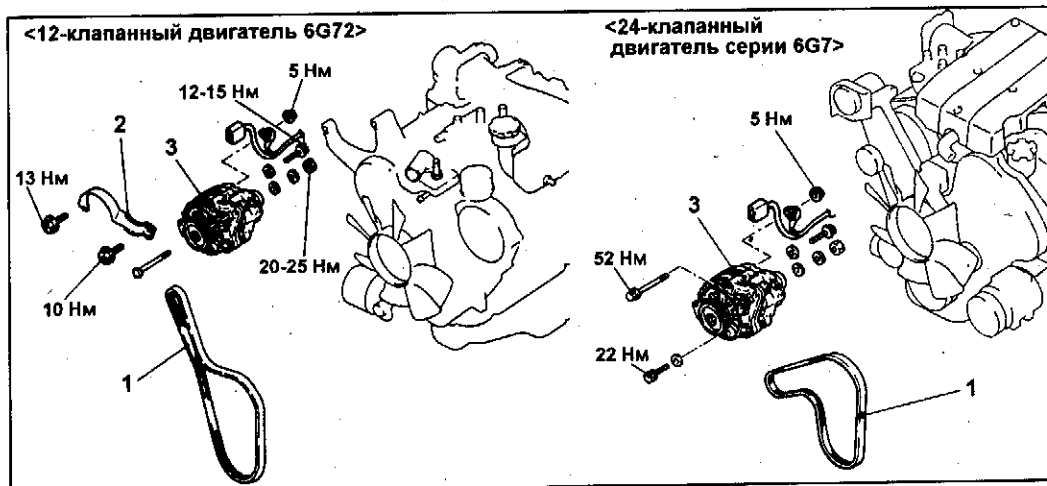 <12-клапанный двигатель 6G72>
5 Нм
12-15 Нм
2
3
13 Нм
20-25 Нм
10 Нм
1
<24-клапанный
двигатель серии 6G7>
5 Нм
3
52 Нм
22 Нм
1